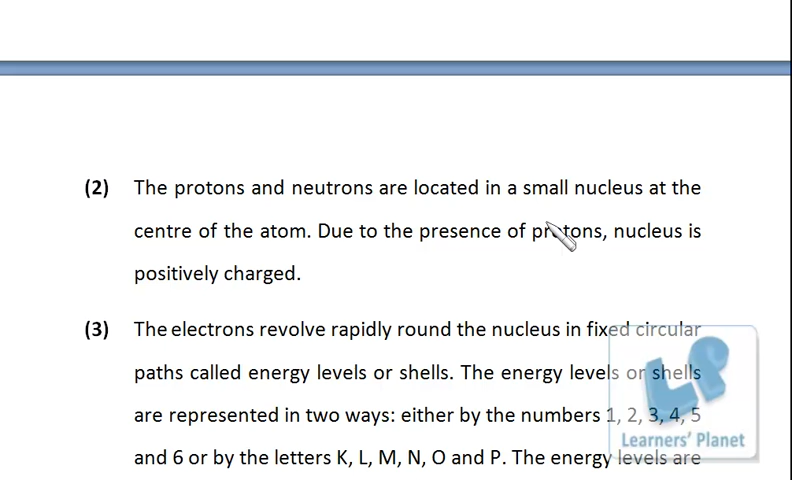 (2) The protons and neutrons are located in a small nucleus at the
centre of the atom. Due to the presence of protons, nucleus is
positively charged.
(3) The electrons revolve rapidly round the nucleus in fixed circular
paths called energy levels or shells. The energy levels or shells
are represented in two ways: either by the numbers 1, 2, 3, 4, 5
and 6 or by the letters K, L, M, N, O and P. The energy levels are
LP
Learners' Planet